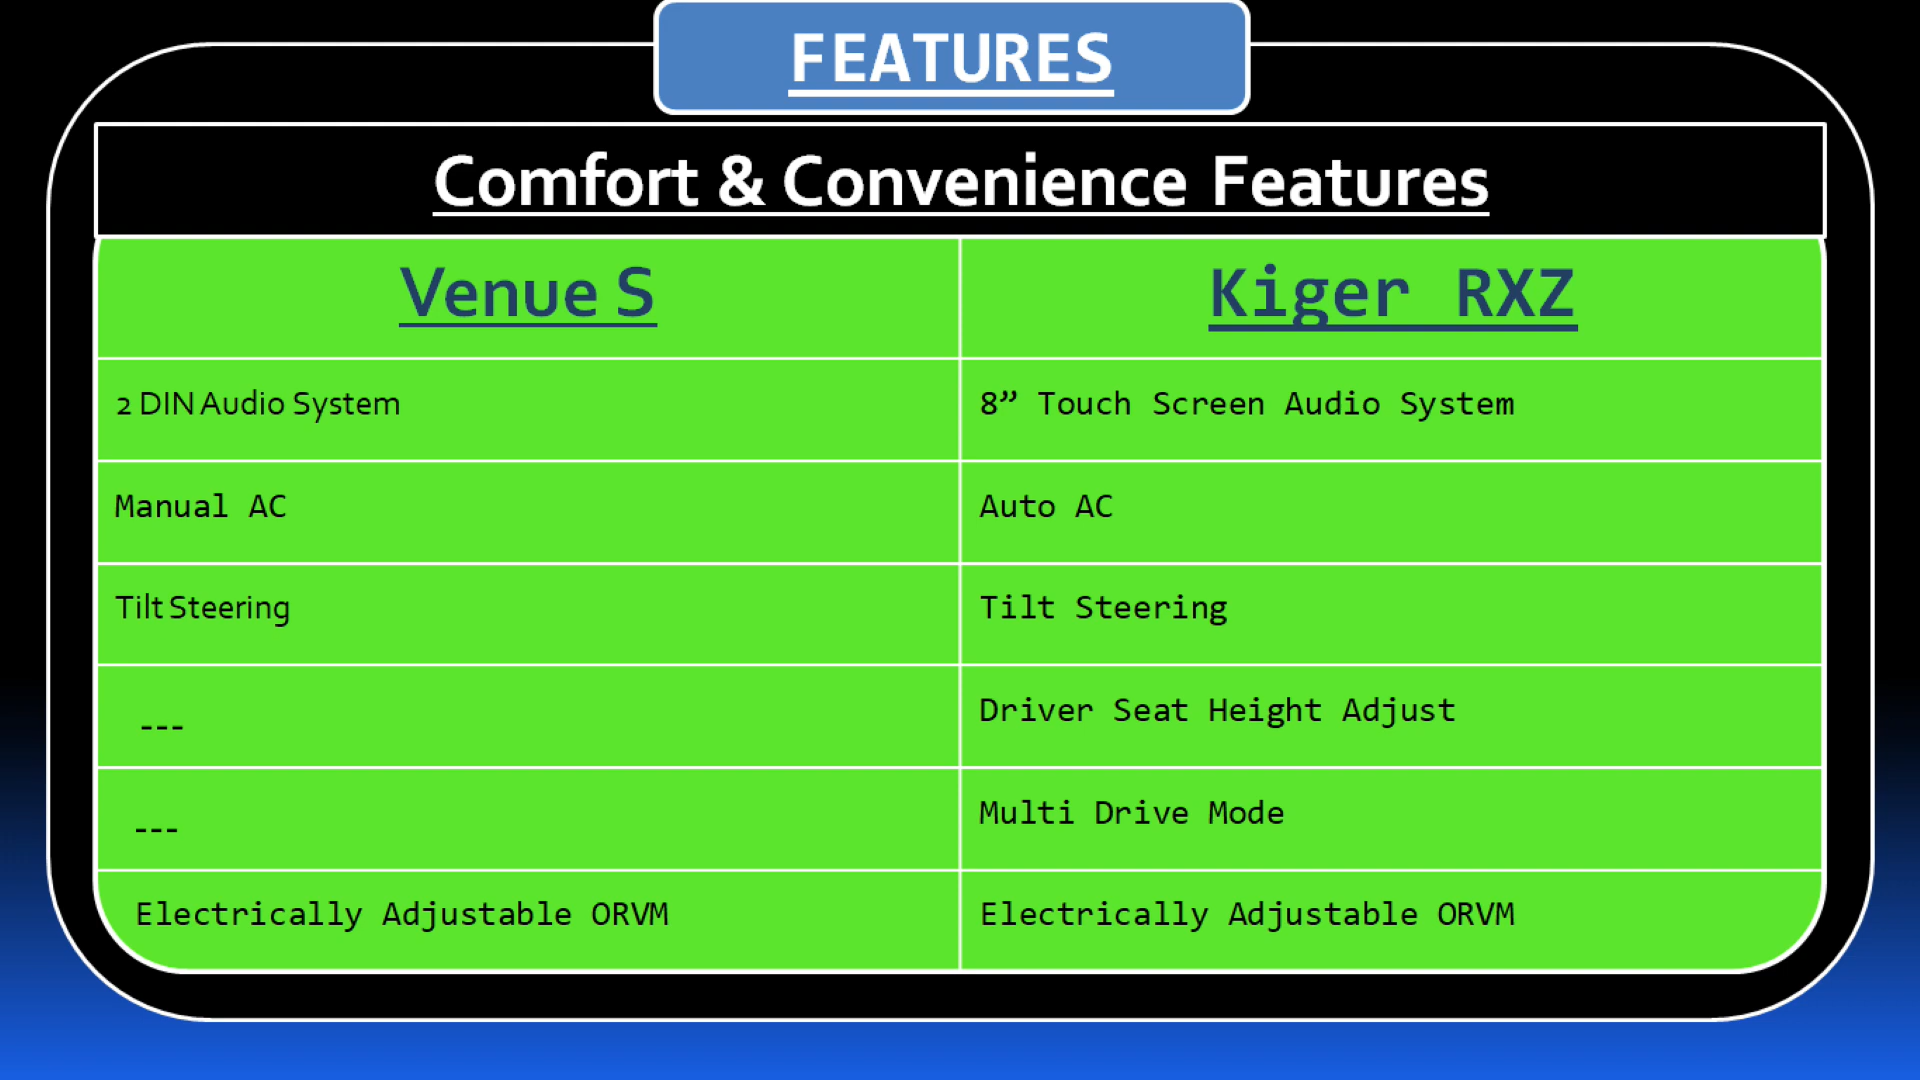 FEATURES
Comfort & Convenience Features
Venue S
Kiger RXZ
2 DIN Audio System
8” Touch Screen Audio System
Manual AC
Auto AC
Tilt Steering
Tilt Steering
---
Driver Seat Height Adjust
---
Multi Drive Mode
Electrically Adjustable ORVM
Electrically Adjustable ORVM